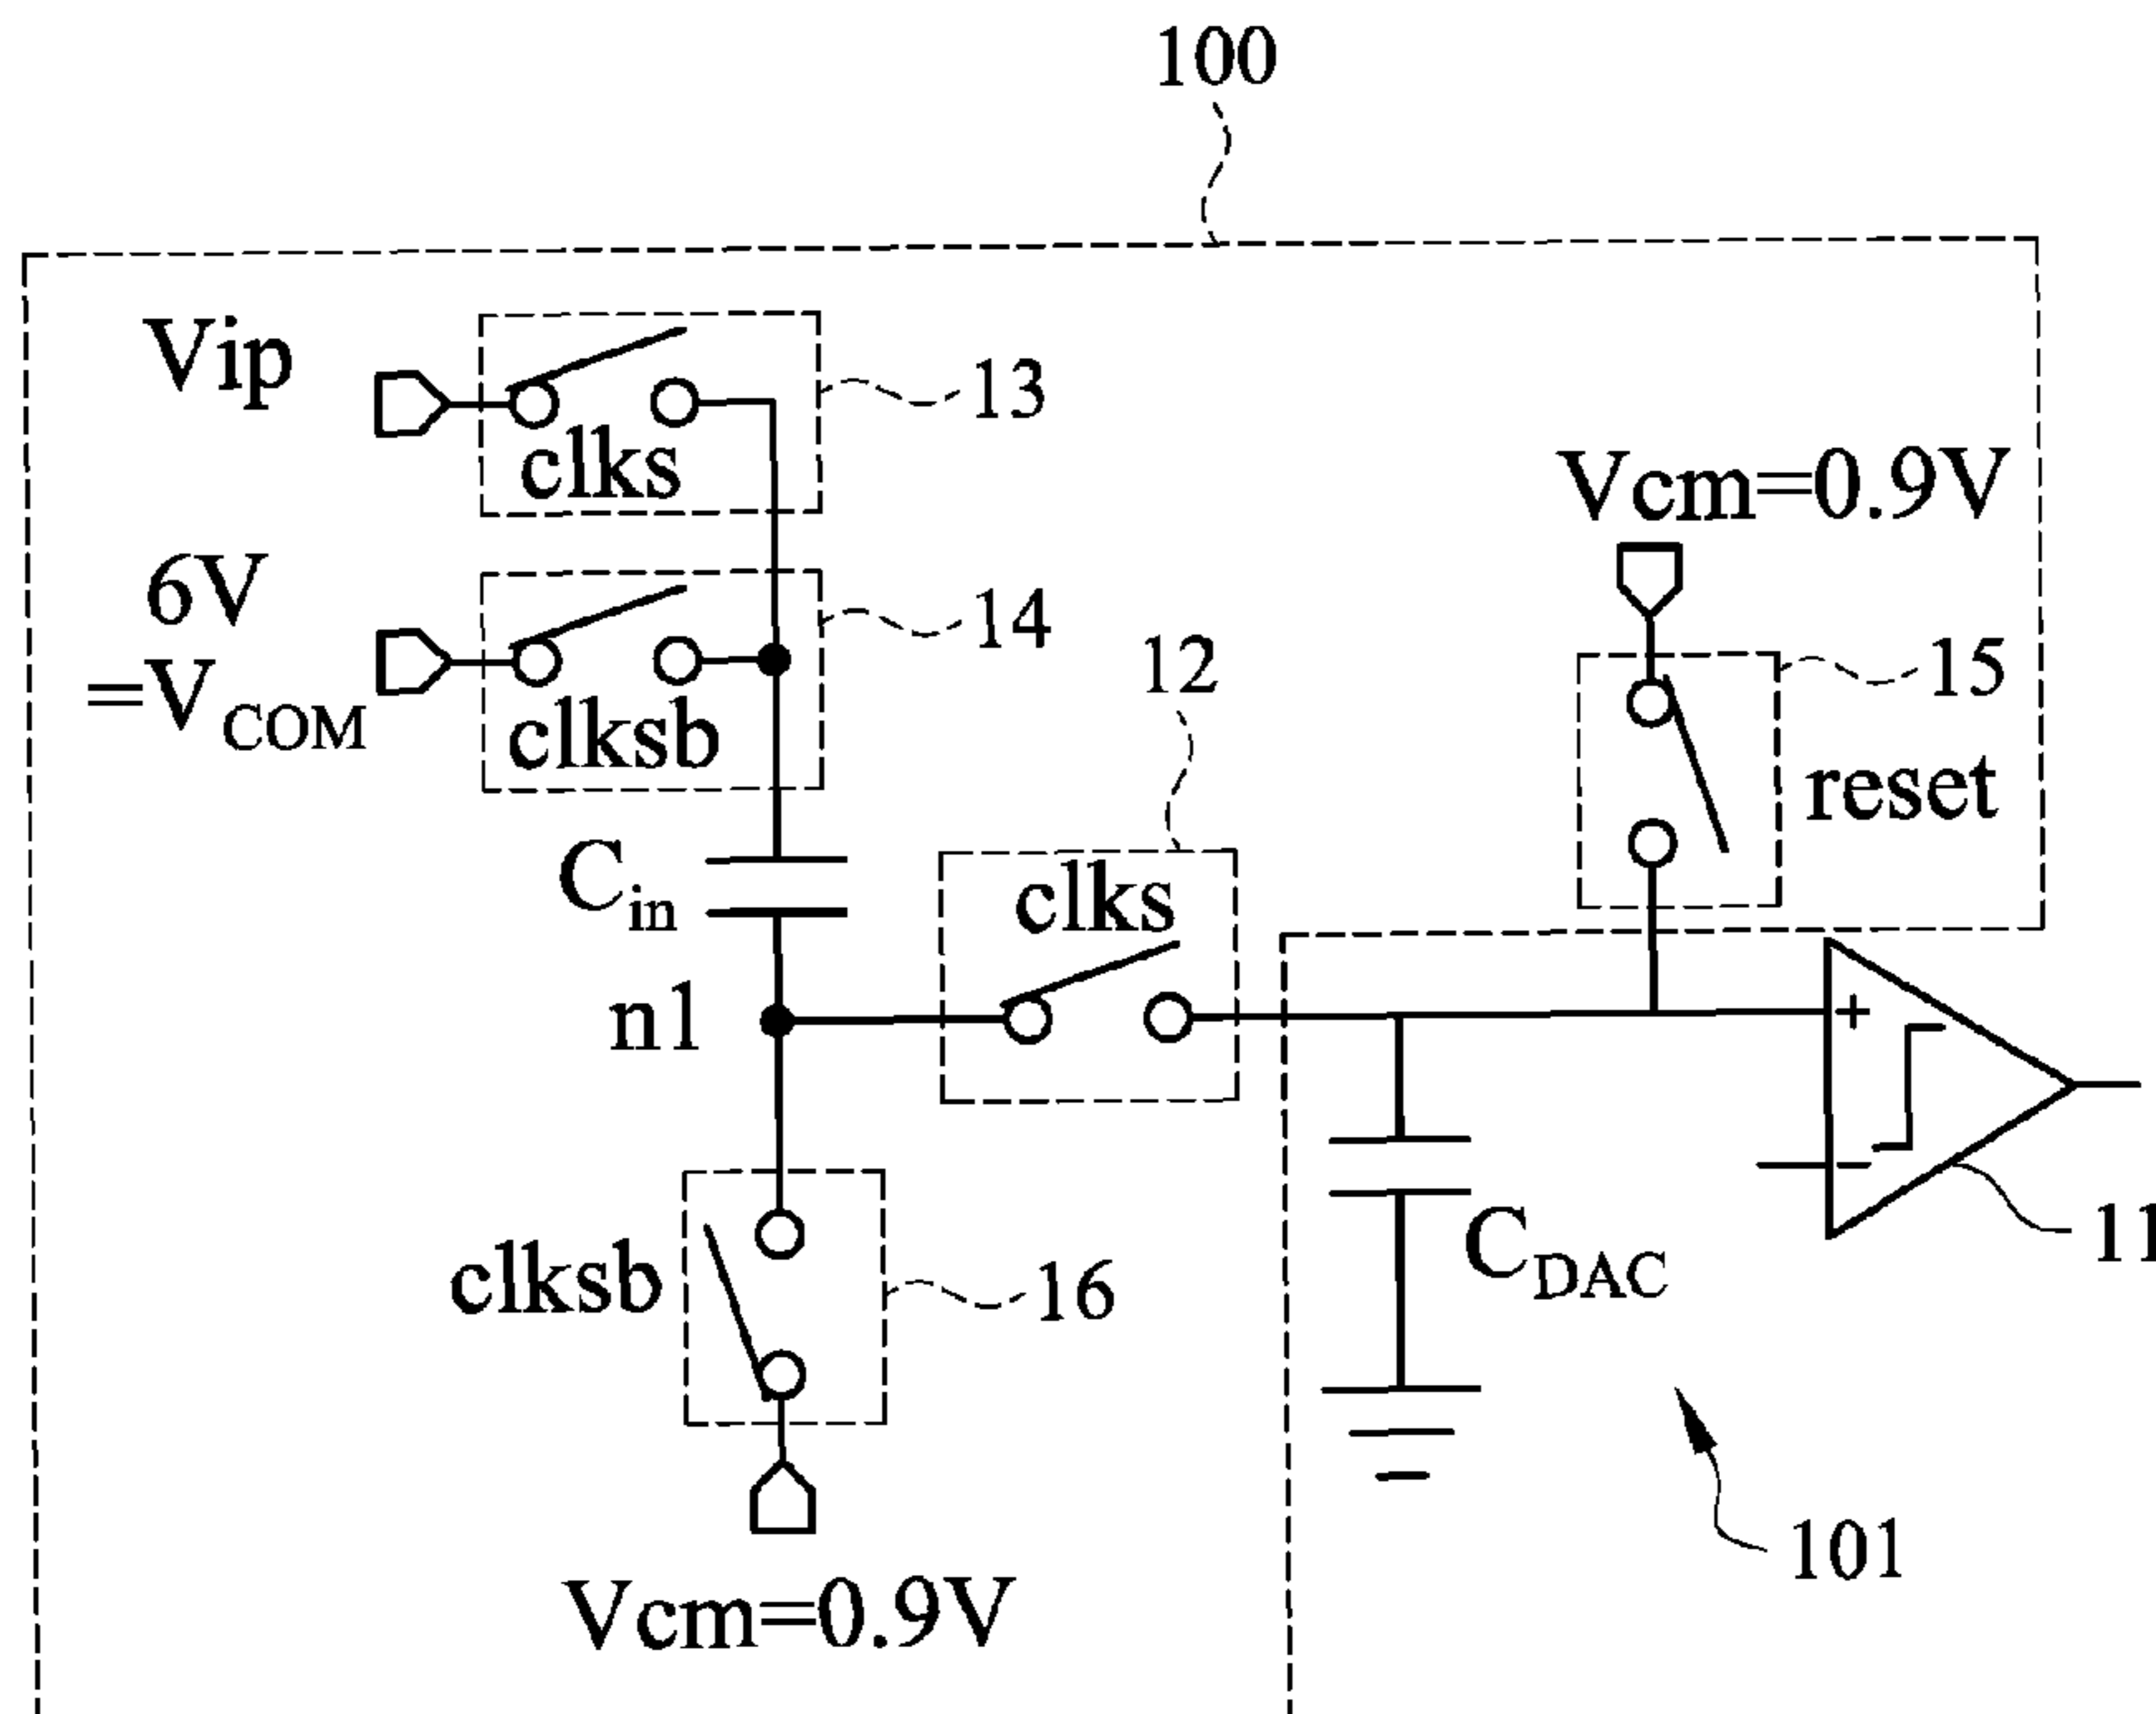 100
Vip
13
clks
Vcm=0.9V
6V
=VCOM
14
12
15
clksb
reset
Cin
clks
+
n1
−
CDAC
11
clksb
16
101
Vcm=0.9V